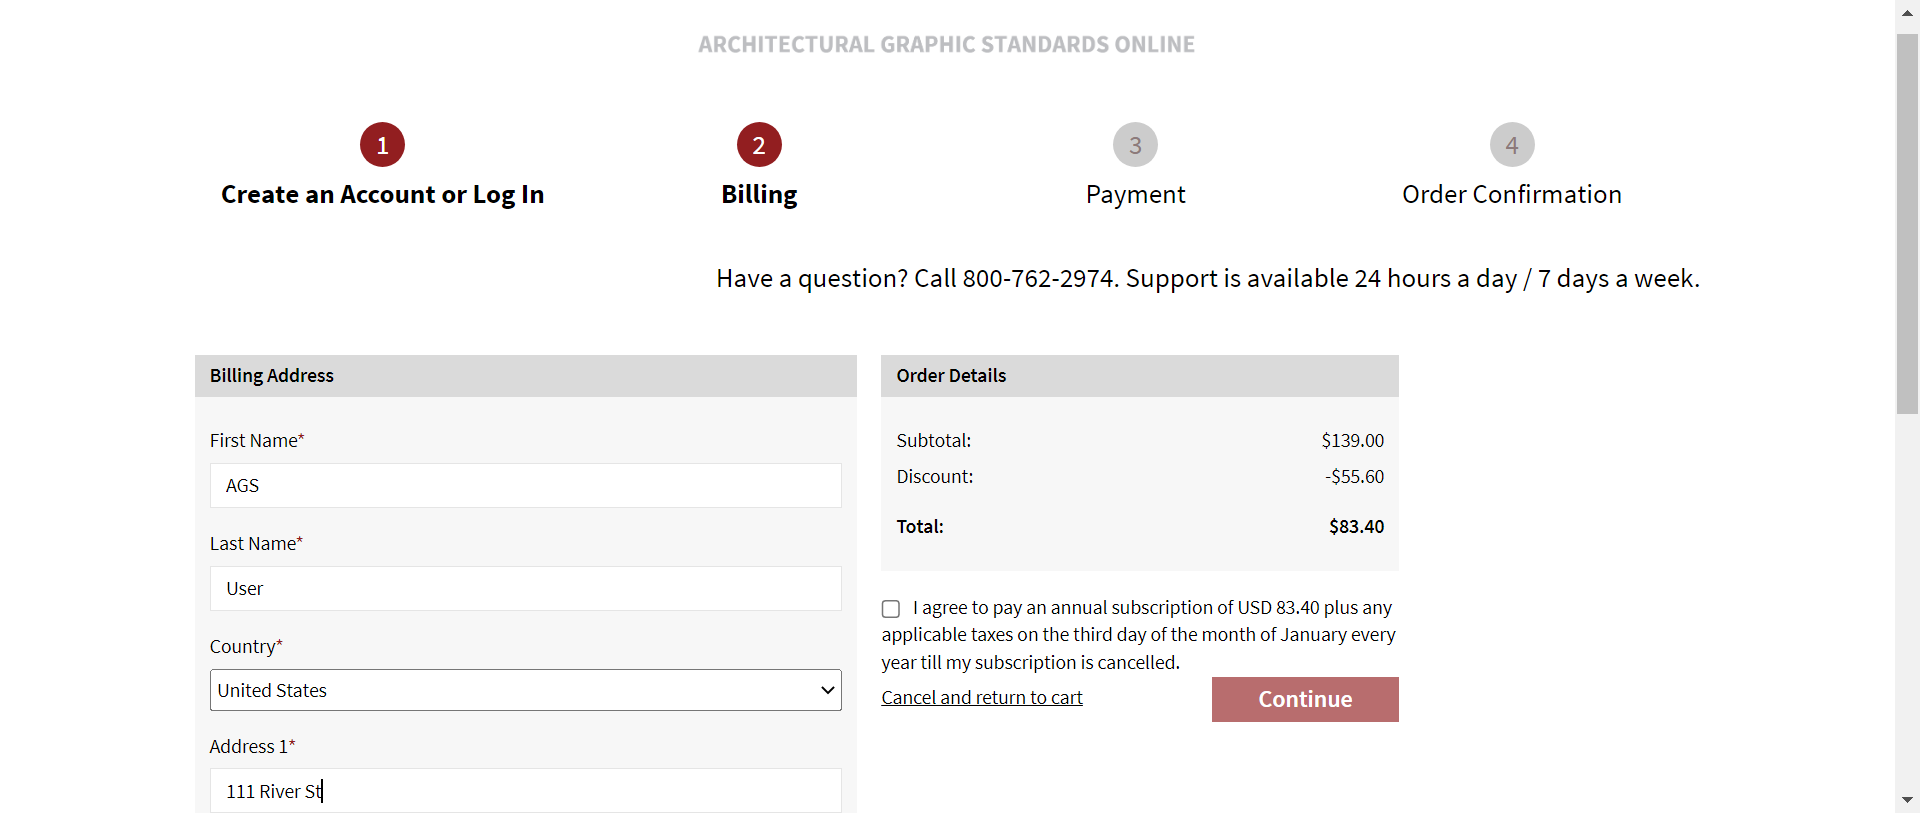 ARCHITECTURAL GRAPHIC STANDARDS ONLINE
1
Create an Account or Log In
2
Billing
3
Payment
4
Order Confirmation
Have a question? Call 800-762-2974. Support is available 24 hours a day / 7 days a week.
Billing Address
First Name*
AGS
Last Name*
User
Country*
United States
Address 1*
111 River St
Order Details
Subtotal: $139.00
Discount: -$55.60
Total: $83.40
I agree to pay an annual subscription of USD 83.40 plus any
applicable taxes on the third day of the month of January every
year till my subscription is cancelled.
Cancel and return to cart
Continue